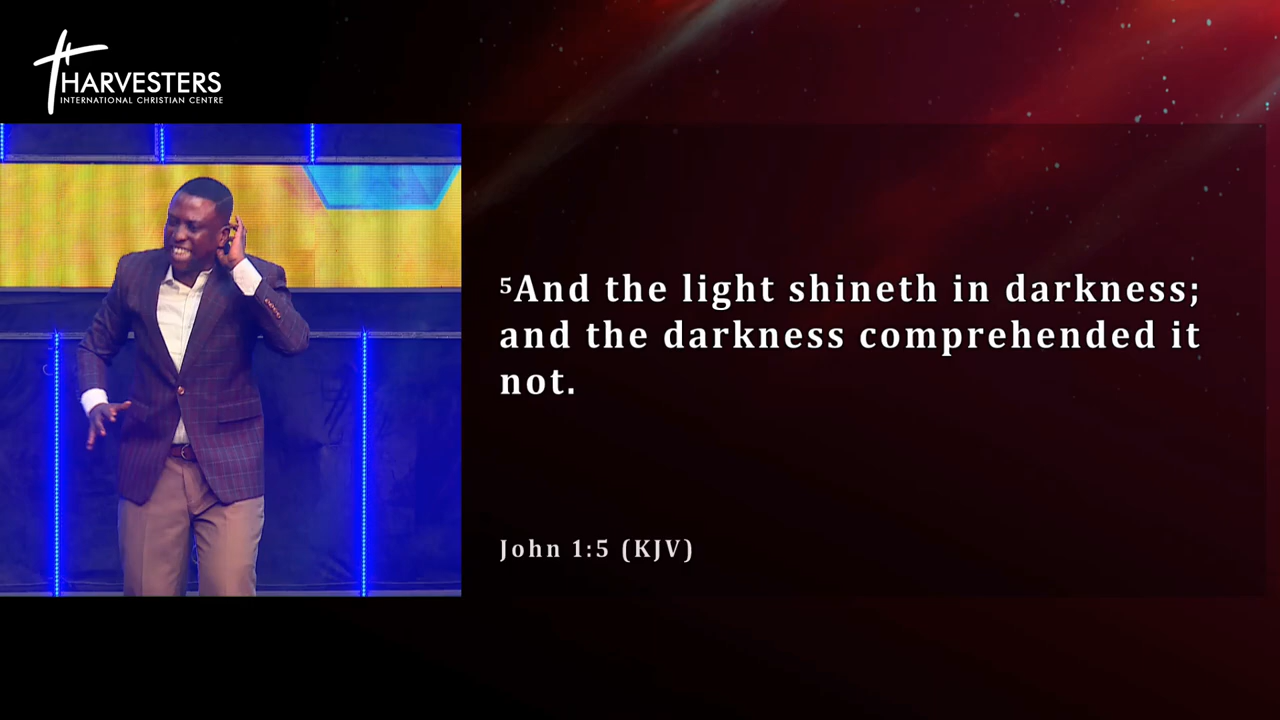 HARVESTERS
INTERNATIONAL CHRISTIAN CENTRE
5And the light shineth in darkness;
and the darkness comprehended it
not.
John 1:5 (KJV)